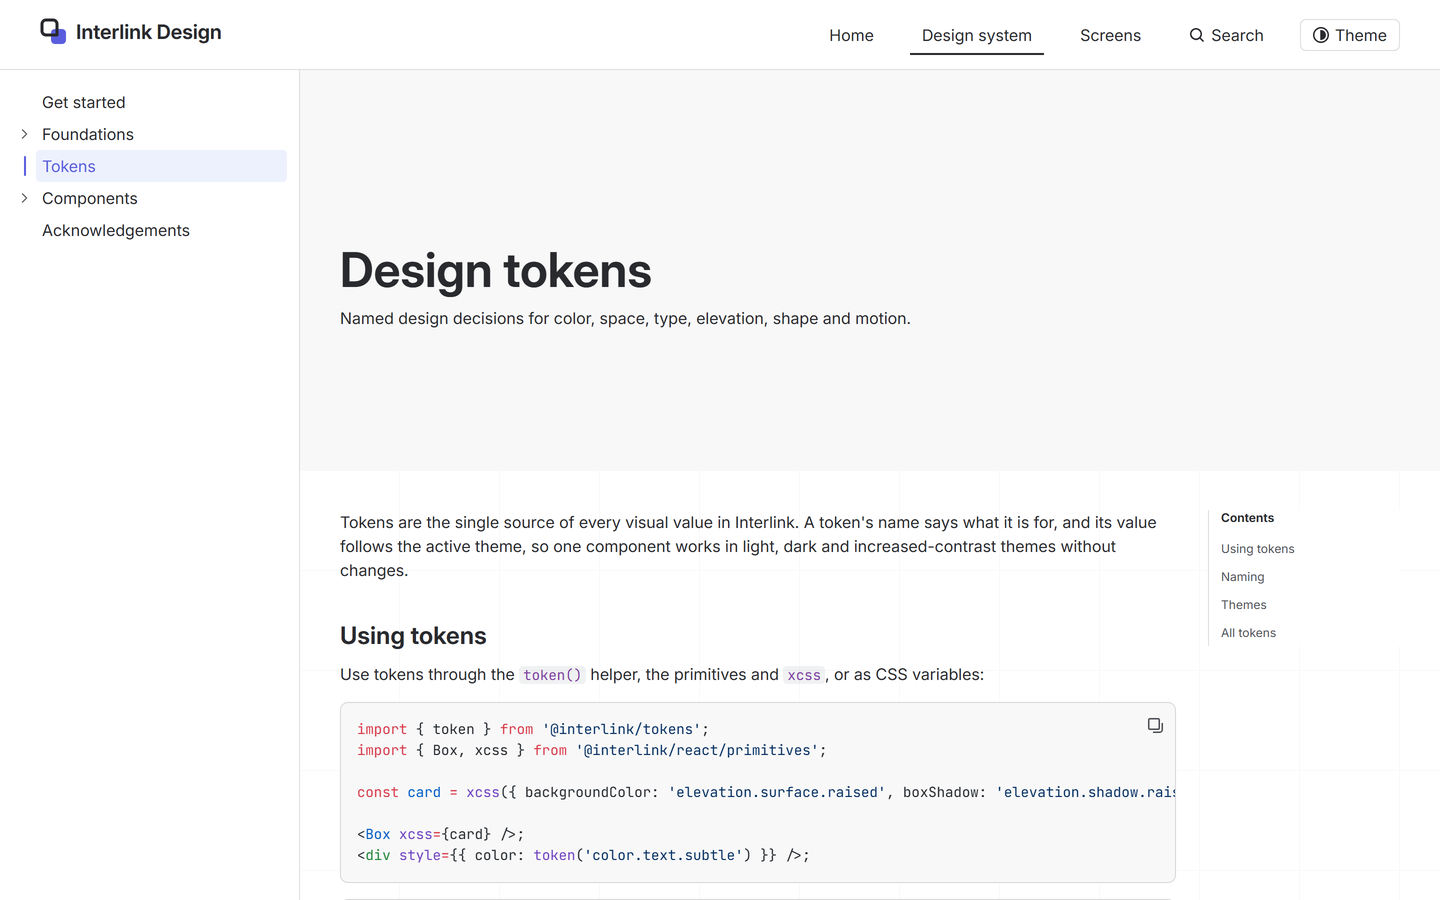 Interlink Design
Home
Design system
Screens
Search
Theme
Get started
Foundations
Tokens
Components
Acknowledgements
Design tokens
Named design decisions for color, space, type, elevation, shape and motion.
Tokens are the single source of every visual value in Interlink. A token's name says what it is for, and its value
follows the active theme, so one component works in light, dark and increased-contrast themes without
changes.
Contents
Using tokens
Naming
Themes
All tokens
Using tokens
Use tokens through the token() helper, the primitives and xcss, or as CSS variables:
import { token } from '@interlink/tokens';
import { Box, xcss } from '@interlink/react/primitives';
const card = xcss({ backgroundColor: 'elevation.surface.raised', boxShadow: 'elevation.shadow.rais
<Box xcss={card} />;
<div style={{ color: token('color.text.subtle') }} />;